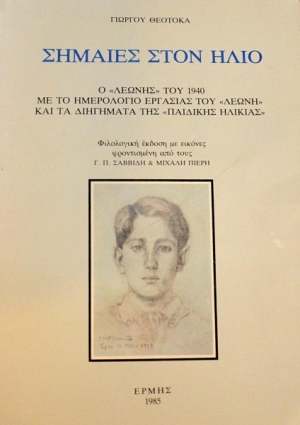 ΓΙΩΡΓΟΥ ΘΕΟΤΟΚΑ
ΣΗΜΑΙΕΣ ΣΤΟΝ ΗΛΙΟ
Ο «ΛΕΩΝΗΣ» ΤΟΥ 1940
ΜΕ ΤΟ ΗΜΕΡΟΛΟΓΙΟ ΕΡΓΑΣΙΑΣ ΤΟΥ «ΛΕΩΝΗ»
ΚΑΙ ΤΑ ΔΙΗΓΗΜΑΤΑ ΤΗΣ «ΠΑΙΔΙΚΗΣ ΗΛΙΚΙΑΣ»
Φιλολογική έκδοση με εικόνες
φροντισμένη από τους
Γ. Π. ΣΑΒΒΙΔΗ & ΜΙΧΑΛΗ ΠΙΕΡΗ
ΕΡΜΗΣ
1985